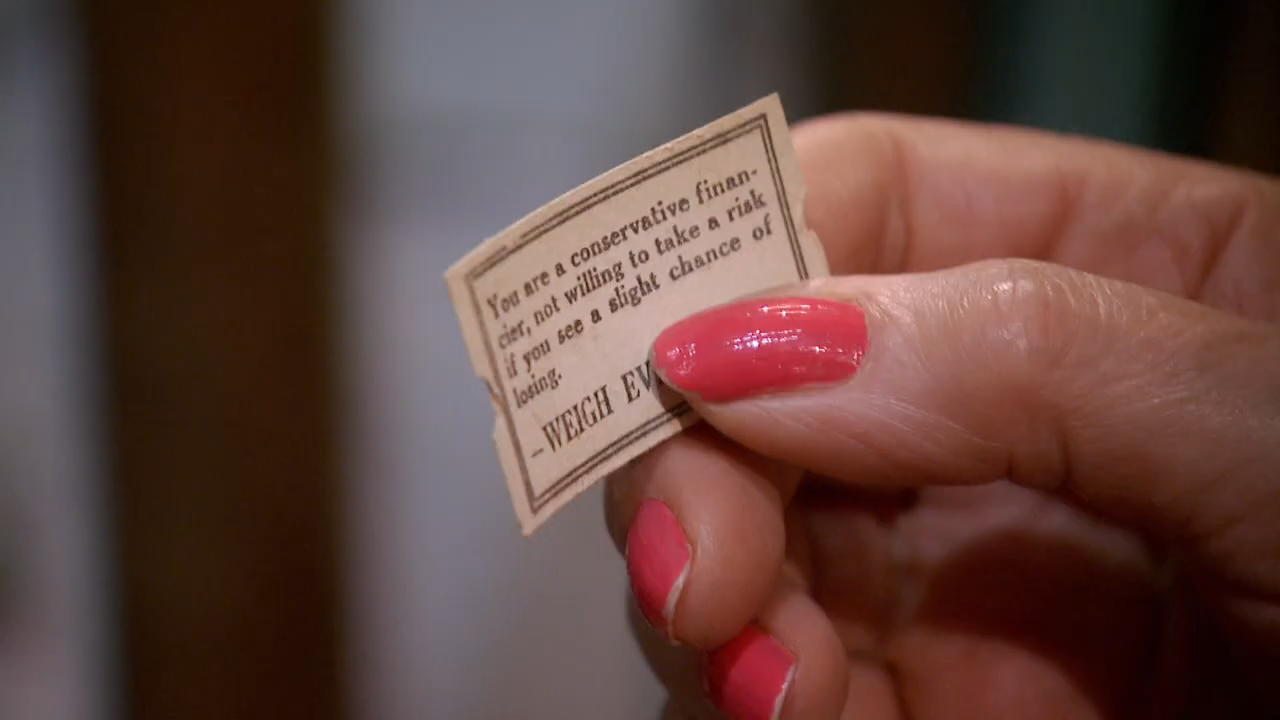 You are a conservative finan-
cier, not willing to take a risk
if you see a slight chance of
losing.
–WEIGH